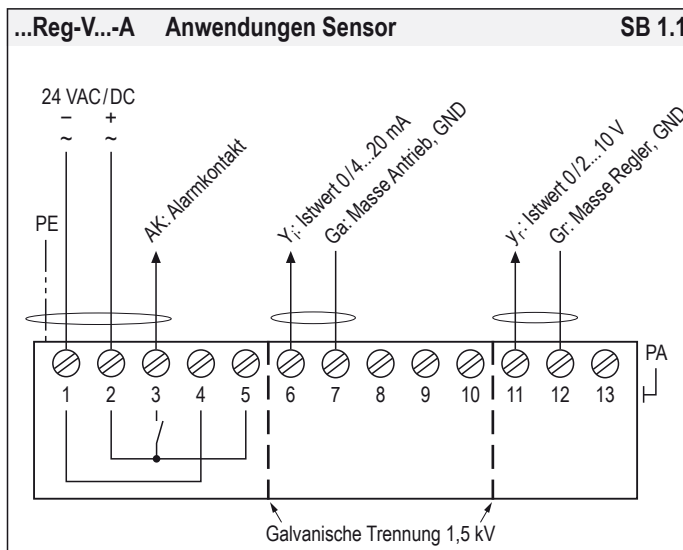 ...Reg-V...-A Anwendungen Sensor SB 1.1
24 VAC/DC
− +
~ ~
PE
AK: Alarmkontakt
Yi: Istwert 0/4...20 mA
Ga: Masse Antrieb, GND
yr: Istwert 0/2...10 V
Gr: Masse Regler, GND
PA
1 2 3 4 5 6 7 8 9 10 11 12 13
Galvanische Trennung 1,5 kV